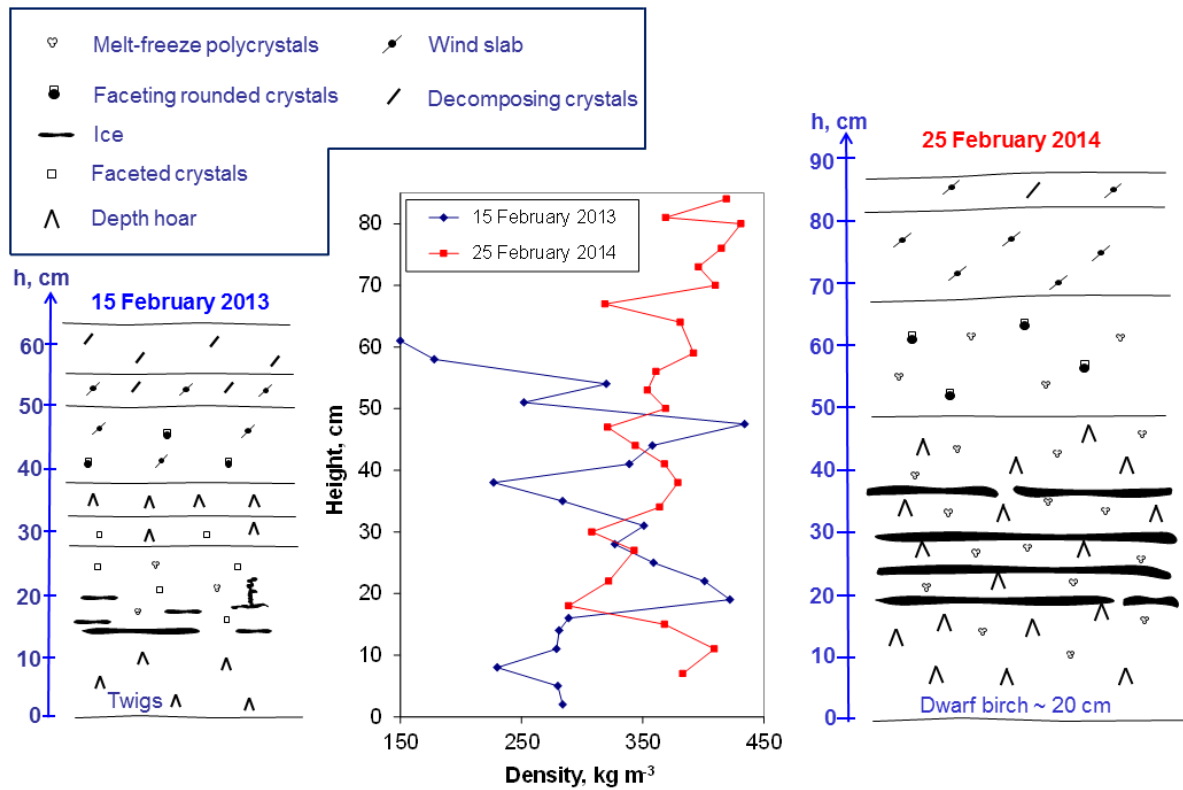 Melt-freeze polycrystals
Wind slab
Faceting rounded crystals
Decomposing crystals
Ice
Faceted crystals
Depth hoar
h, cm
15 February 2013
60
50
40
30
20
10
0
Twigs
15 February 2013
25 February 2014
Height, cm
80
70
60
50
40
30
20
10
0
150
250
350
450
Density, kg m⁻³
h, cm
25 February 2014
90
80
70
60
50
40
30
20
10
0
Dwarf birch ~ 20 cm